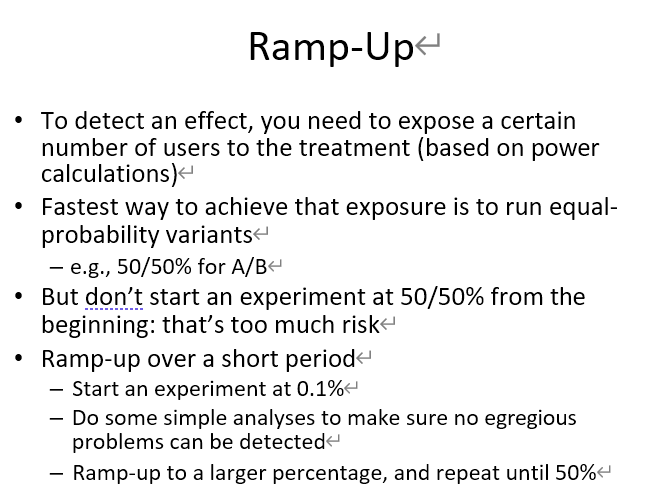 Ramp-Up↵
• To detect an effect, you need to expose a certain
number of users to the treatment (based on power
calculations)↵
• Fastest way to achieve that exposure is to run equal-
probability variants↵
– e.g., 50/50% for A/B↵
• But don’t start an experiment at 50/50% from the
beginning: that’s too much risk↵
• Ramp-up over a short period↵
– Start an experiment at 0.1%↵
– Do some simple analyses to make sure no egregious
problems can be detected↵
– Ramp-up to a larger percentage, and repeat until 50%↵